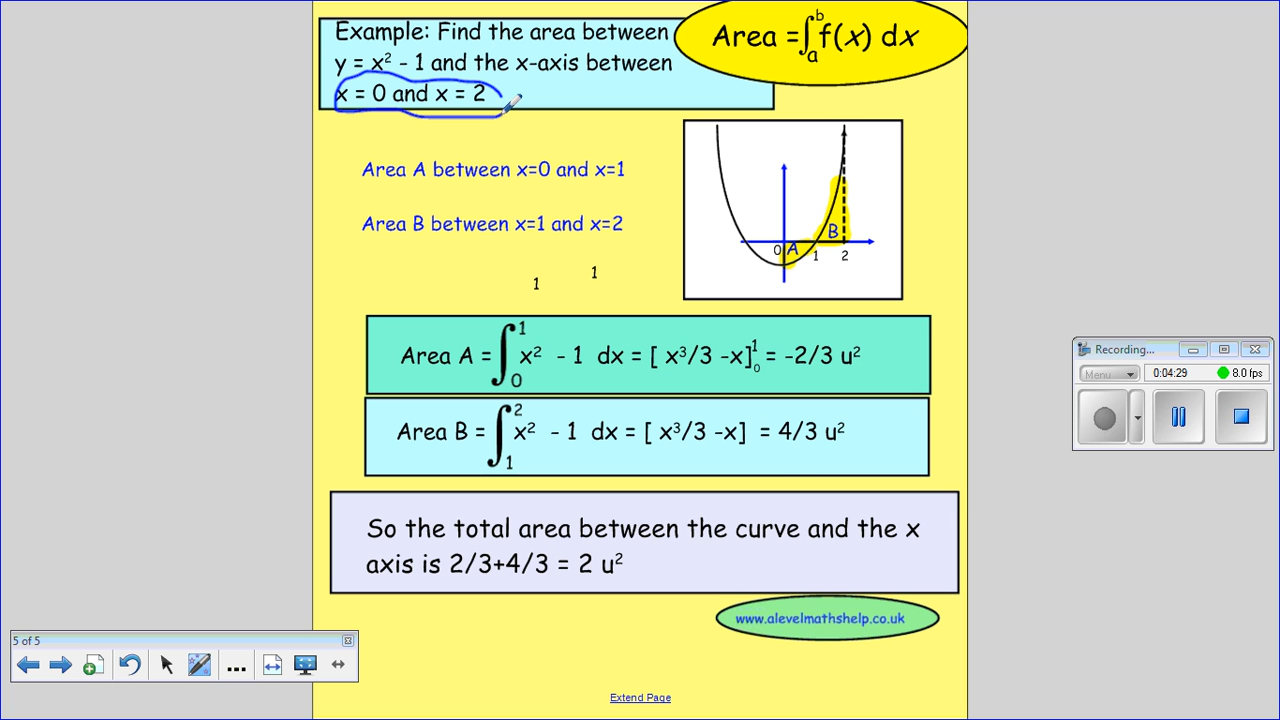 Example: Find the area between
y = x² - 1 and the x-axis between
x = 0 and x = 2
Area =∫ₐᵇ f(x) dx
Area A between x=0 and x=1
Area B between x=1 and x=2
1
1
0 A 1 B 2
Area A = ∫₀¹ x² - 1 dx = [ x³/3 -x]₀¹ = -2/3 u²
Area B = ∫₁² x² - 1 dx = [ x³/3 -x] = 4/3 u²
So the total area between the curve and the x
axis is 2/3+4/3 = 2 u²
www.alevelmathshelp.co.uk
Extend Page
5 of 5
Recording...
Menu
0:04:29
8.0 fps